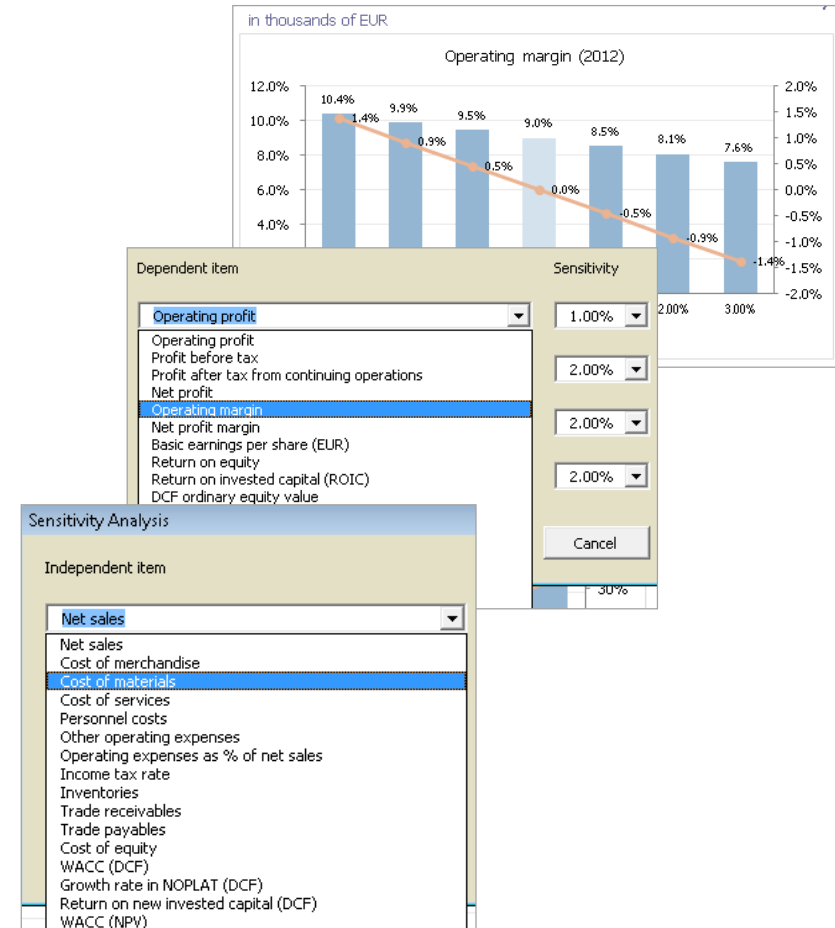 in thousands of EUR
Operating margin (2012)
12.0%
10.0%
8.0%
6.0%
4.0%
10.4%
9.9%
9.5%
9.0%
8.5%
8.1%
7.6%
1.4%
0.9%
0.5%
0.0%
-0.5%
-0.9%
-1.4%
2.0%
1.5%
1.0%
0.5%
0.0%
-0.5%
-1.0%
-1.5%
-2.0%
2.00% 3.00%
Dependent item Sensitivity
Operating profit 1.00%
Operating profit
Profit before tax
Profit after tax from continuing operations 2.00%
Net profit
Operating margin
Net profit margin 2.00%
Basic earnings per share (EUR)
Return on equity
Return on invested capital (ROIC) 2.00%
DCF ordinary equity value
Cancel
30%
Sensitivity Analysis
Independent item
Net sales
Net sales
Cost of merchandise
Cost of materials
Cost of services
Personnel costs
Other operating expenses
Operating expenses as % of net sales
Income tax rate
Inventories
Trade receivables
Trade payables
Cost of equity
WACC (DCF)
Growth rate in NOPLAT (DCF)
Return on new invested capital (DCF)
WACC (NPV)